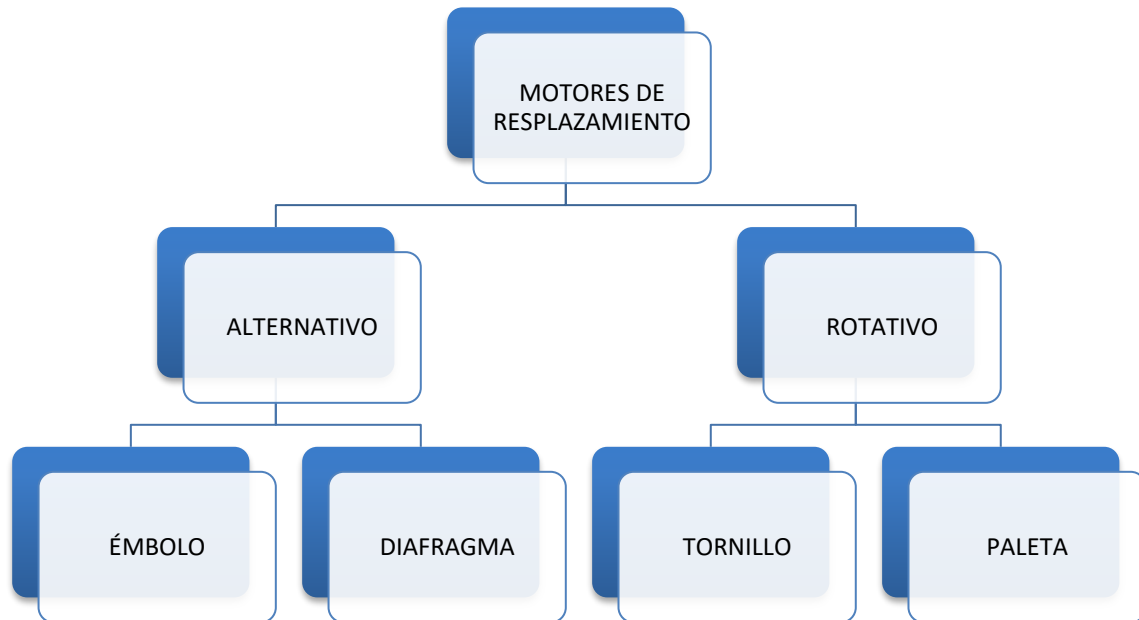 MOTORES DE
RESPLAZAMIENTO
ALTERNATIVO
ROTATIVO
ÉMBOLO
DIAFRAGMA
TORNILLO
PALETA